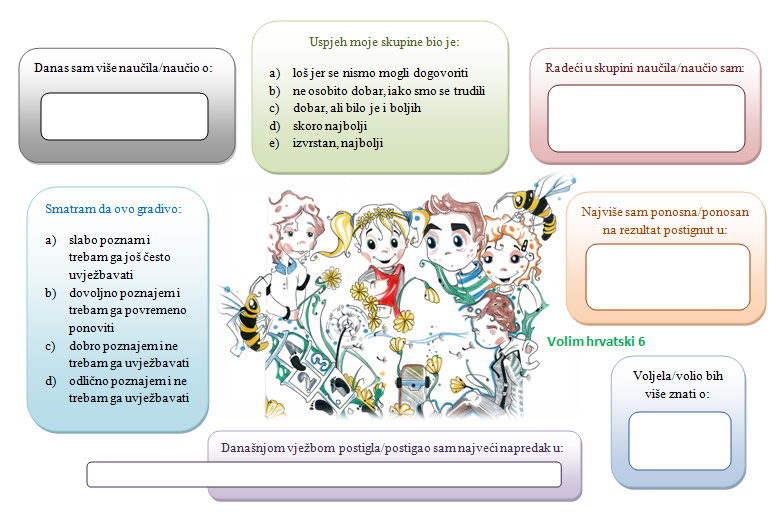 Danas sam više naučila/naučio o:
Uspjeh moje skupine bio je:
a) loš jer se nismo mogli dogovoriti
b) ne osobito dobar, iako smo se trudili
c) dobar, ali bilo je i boljih
d) skoro najbolji
e) izvrstan, najbolji
Radeći u skupini naučila/naučio sam:
Smatram da ovo gradivo:
a) slabo poznam i
trebam ga još često
uvježbavati
b) dovoljno poznajem i
trebam ga povremeno
ponoviti
c) dobro poznajem i ne
trebam ga uvježbavati
d) odlično poznajem i ne
trebam ga uvježbavati
Najviše sam ponosna/ponosan
na rezultat postignut u:
Volim hrvatski 6
Voljela/volio bih
više znati o:
Današnjom vježbom postigla/postigao sam najveći napredak u: